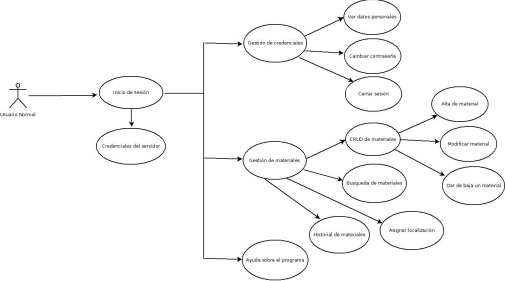 Ver datos personales
Gestión de credenciales
Cambiar contraseña
Inicio de sesión
Cerrar sesión
Usuario Normal
Alta de material
CRUD de materiales
Modificar material
Credenciales del servidor
Gestión de materiales
Busqueda de materiales
Dar de baja un material
Asignar localización
Historial de materiales
Ayuda sobre el programa